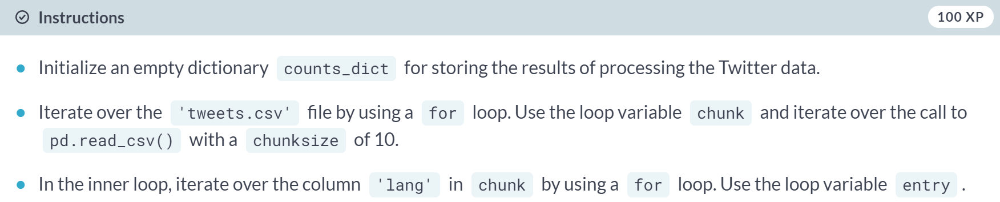 Instructions 100 XP
Initialize an empty dictionary counts_dict for storing the results of processing the Twitter data.
Iterate over the 'tweets.csv' file by using a for loop. Use the loop variable chunk and iterate over the call to
pd.read_csv() with a chunksize of 10.
In the inner loop, iterate over the column 'lang' in chunk by using a for loop. Use the loop variable entry .